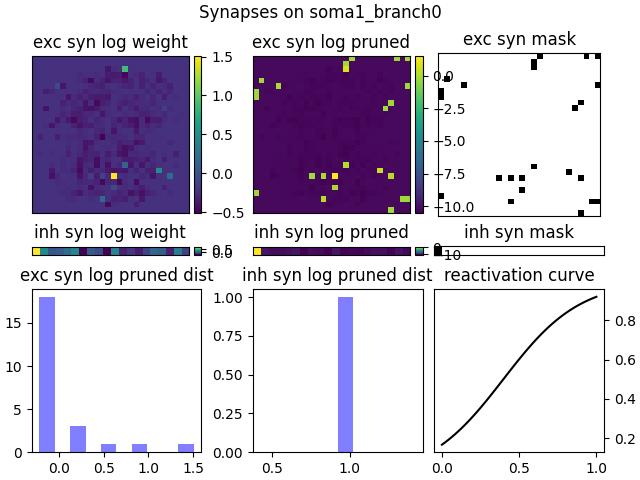 Synapses on soma1_branch0
exc syn log weight
exc syn log pruned
exc syn mask
1.5
1.0
0.5
0.0
−0.5
0.0
−2.5
−5.0
−7.5
−10.0
inh syn log weight
inh syn log pruned
inh syn mask
0.5
0.0
0
−10
exc syn log pruned dist
inh syn log pruned dist
reactivation curve
15
10
5
0
0.0 0.5 1.0 1.5
1.00
0.75
0.50
0.25
0.00
0.5 1.0
0.8
0.6
0.4
0.2
0.0 0.5 1.0